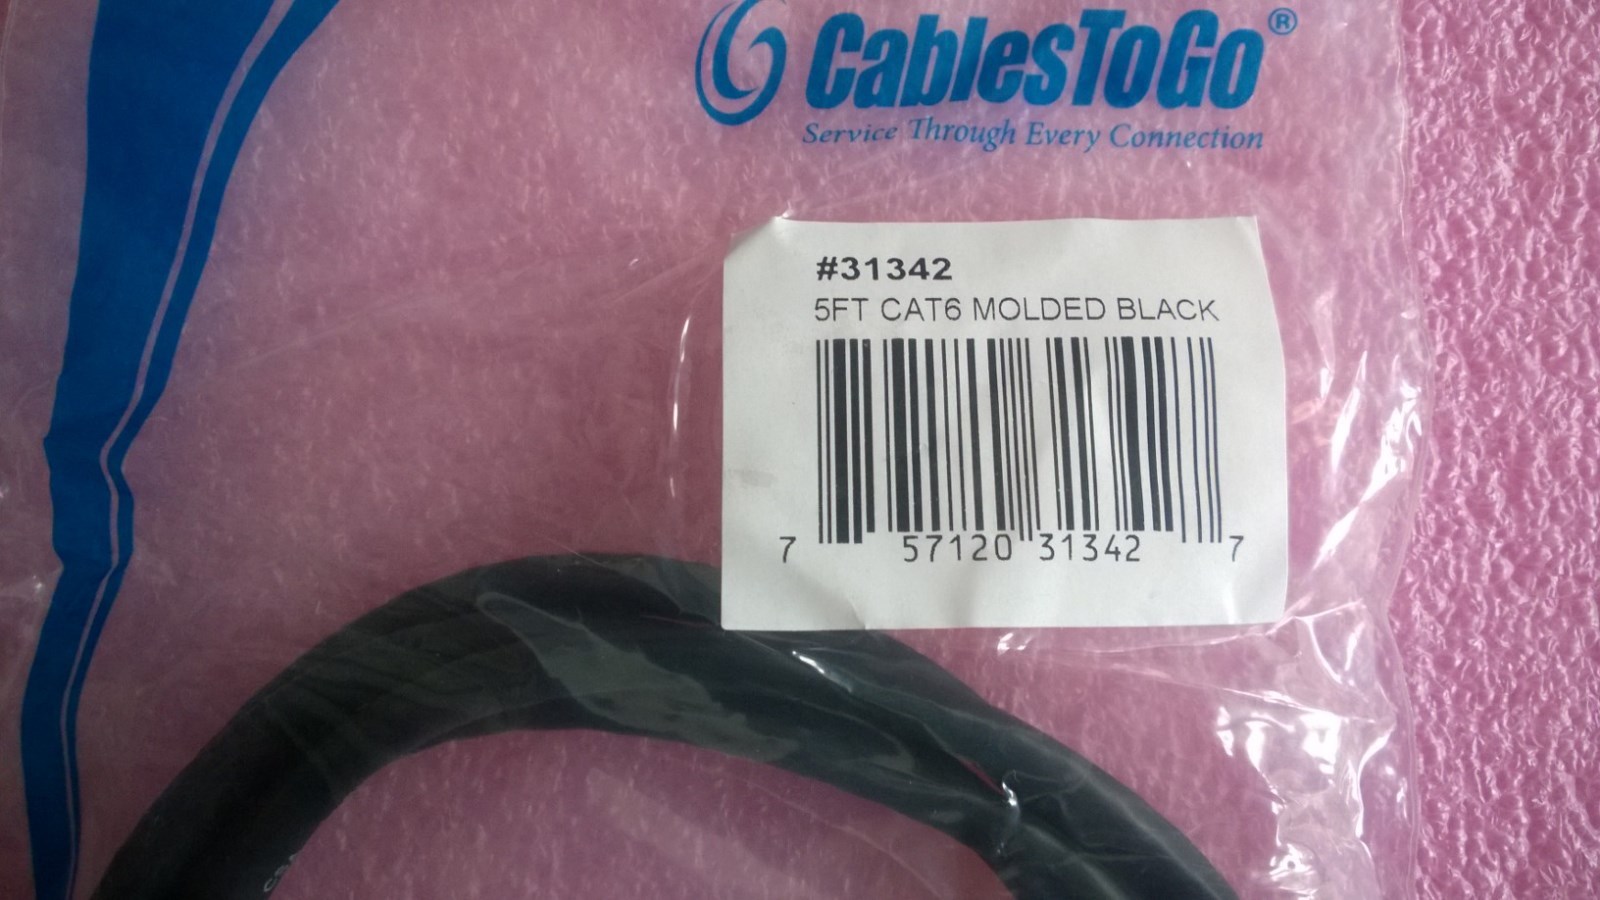 CablesToGo®
Service Through Every Connection
#31342
5FT CAT6 MOLDED BLACK
7 57120 31342 7